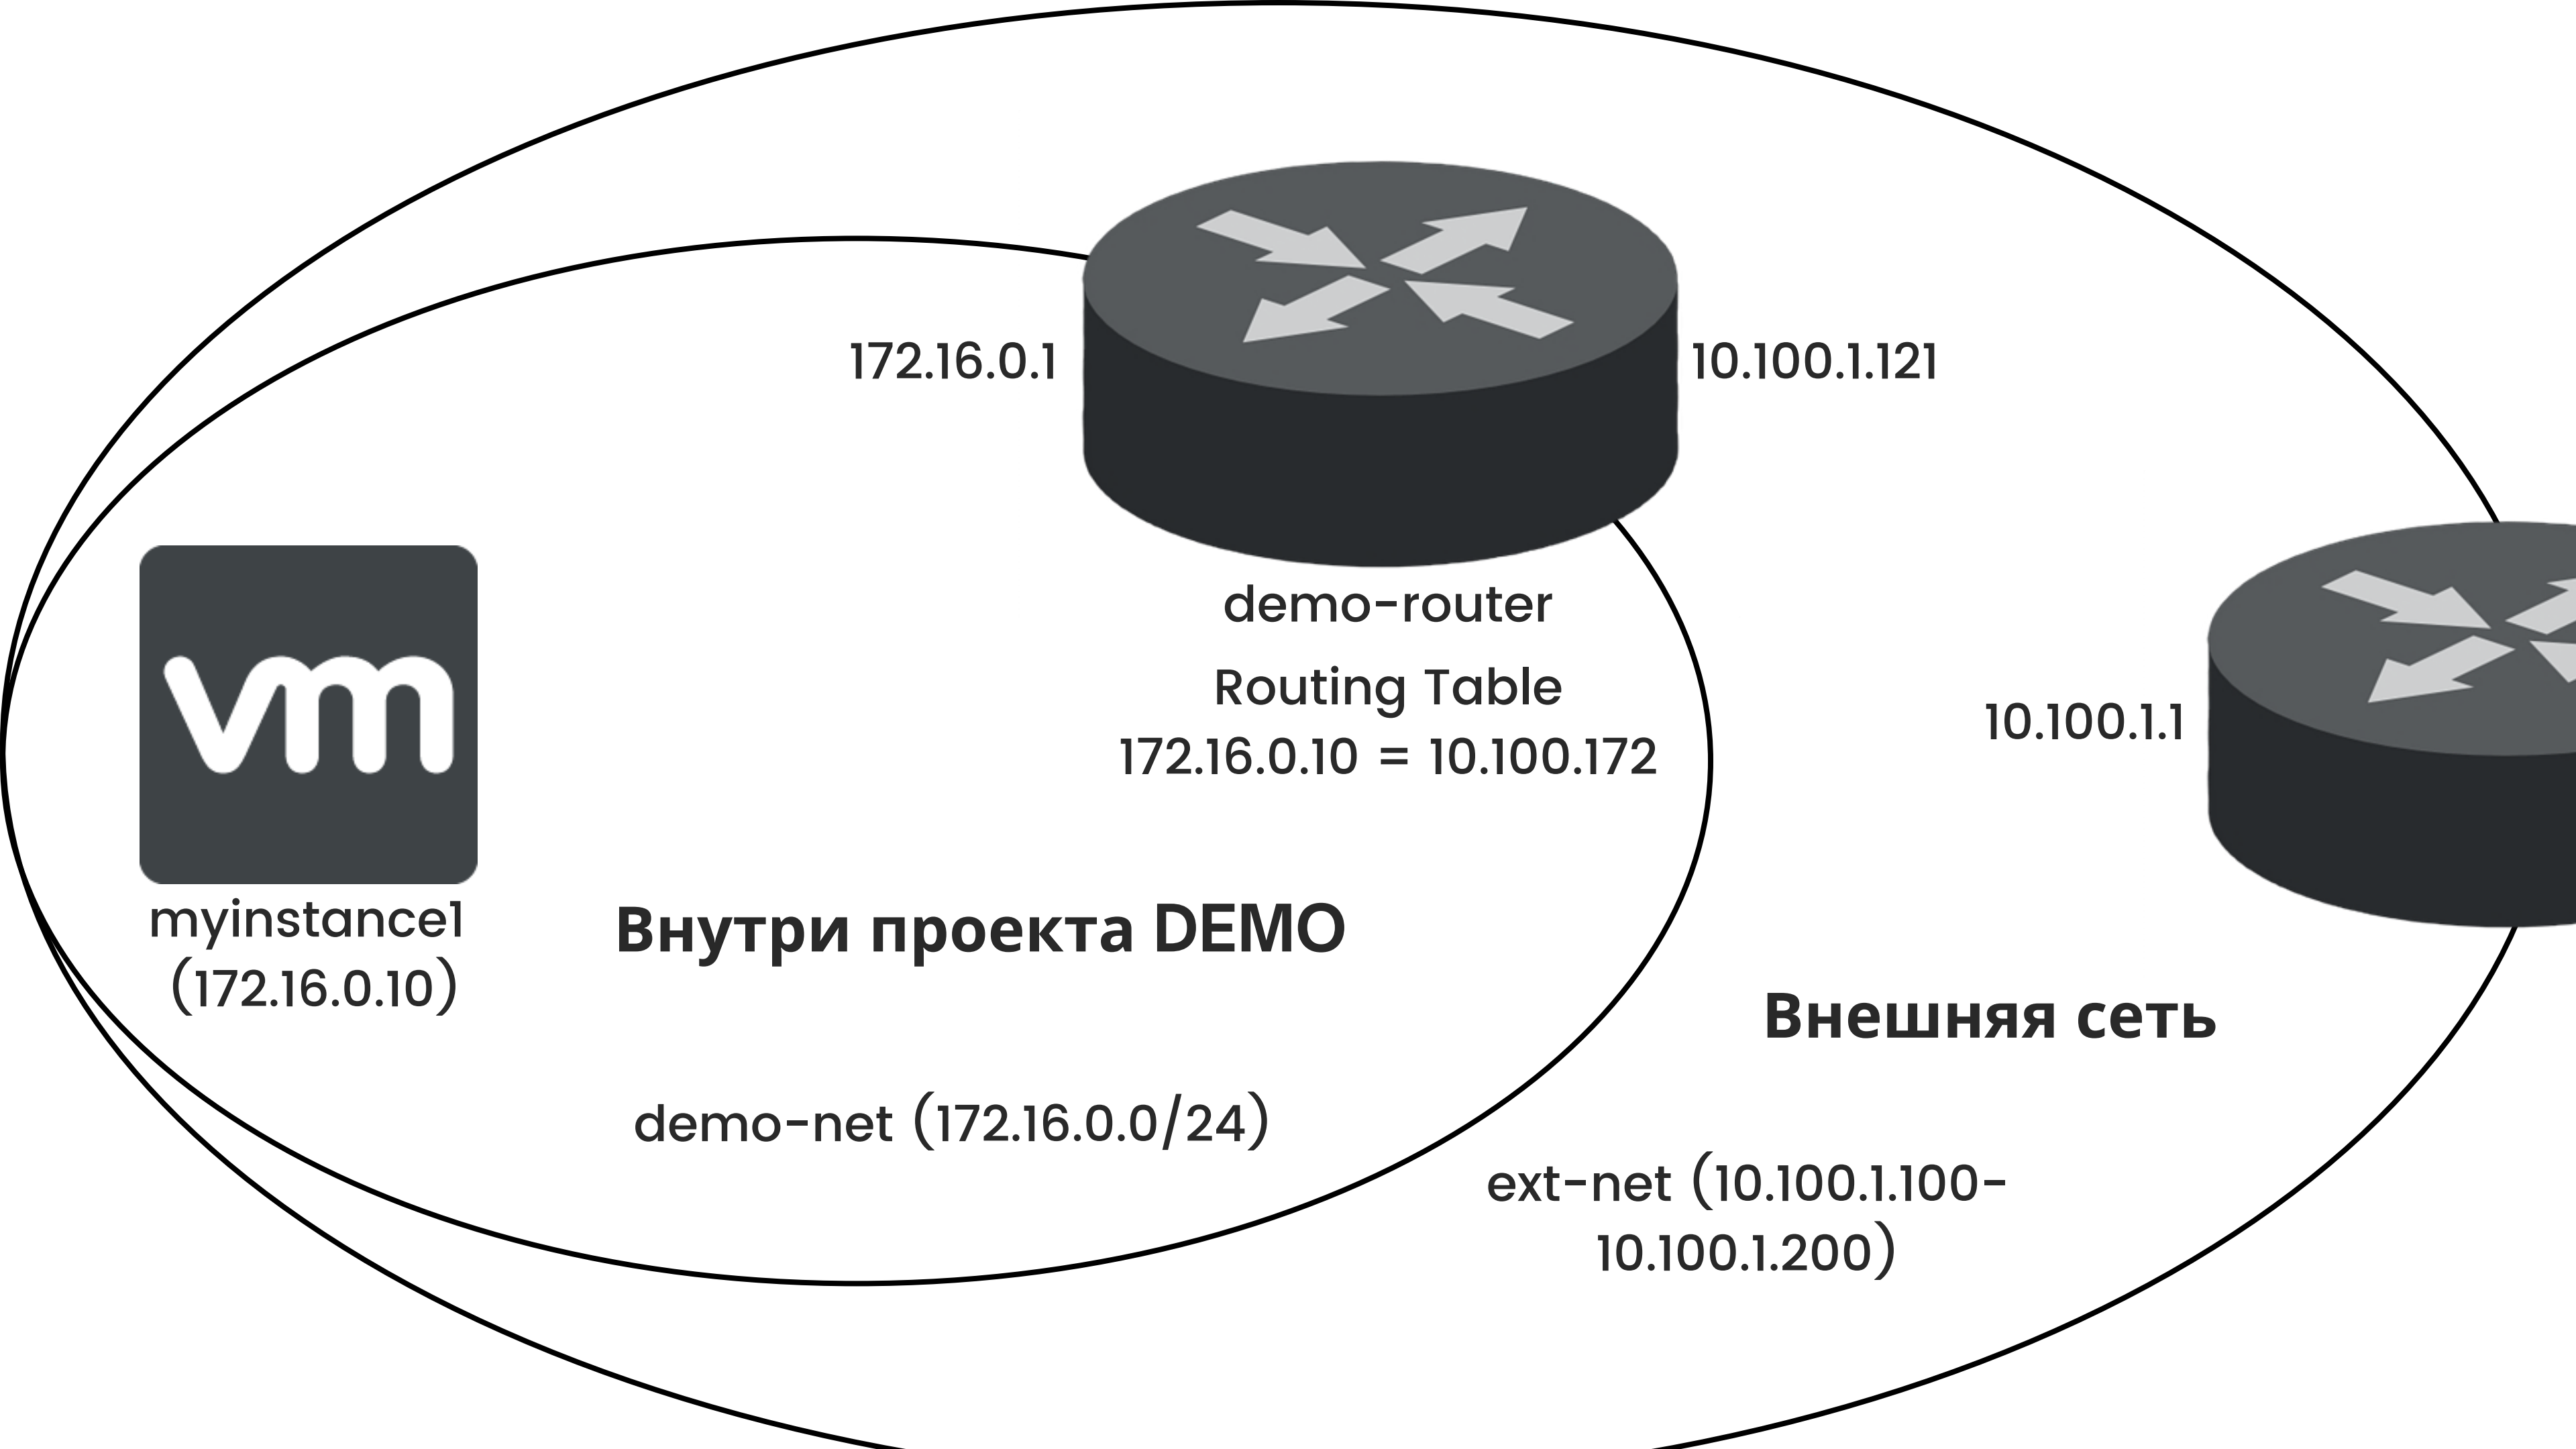 172.16.0.1
10.100.1.121
demo-router
Routing Table
172.16.0.10 = 10.100.172
10.100.1.1
vm
myinstance1
(172.16.0.10)
Внутри проекта DEMO
Внешняя сеть
demo-net (172.16.0.0/24)
ext-net (10.100.1.100-
10.100.1.200)